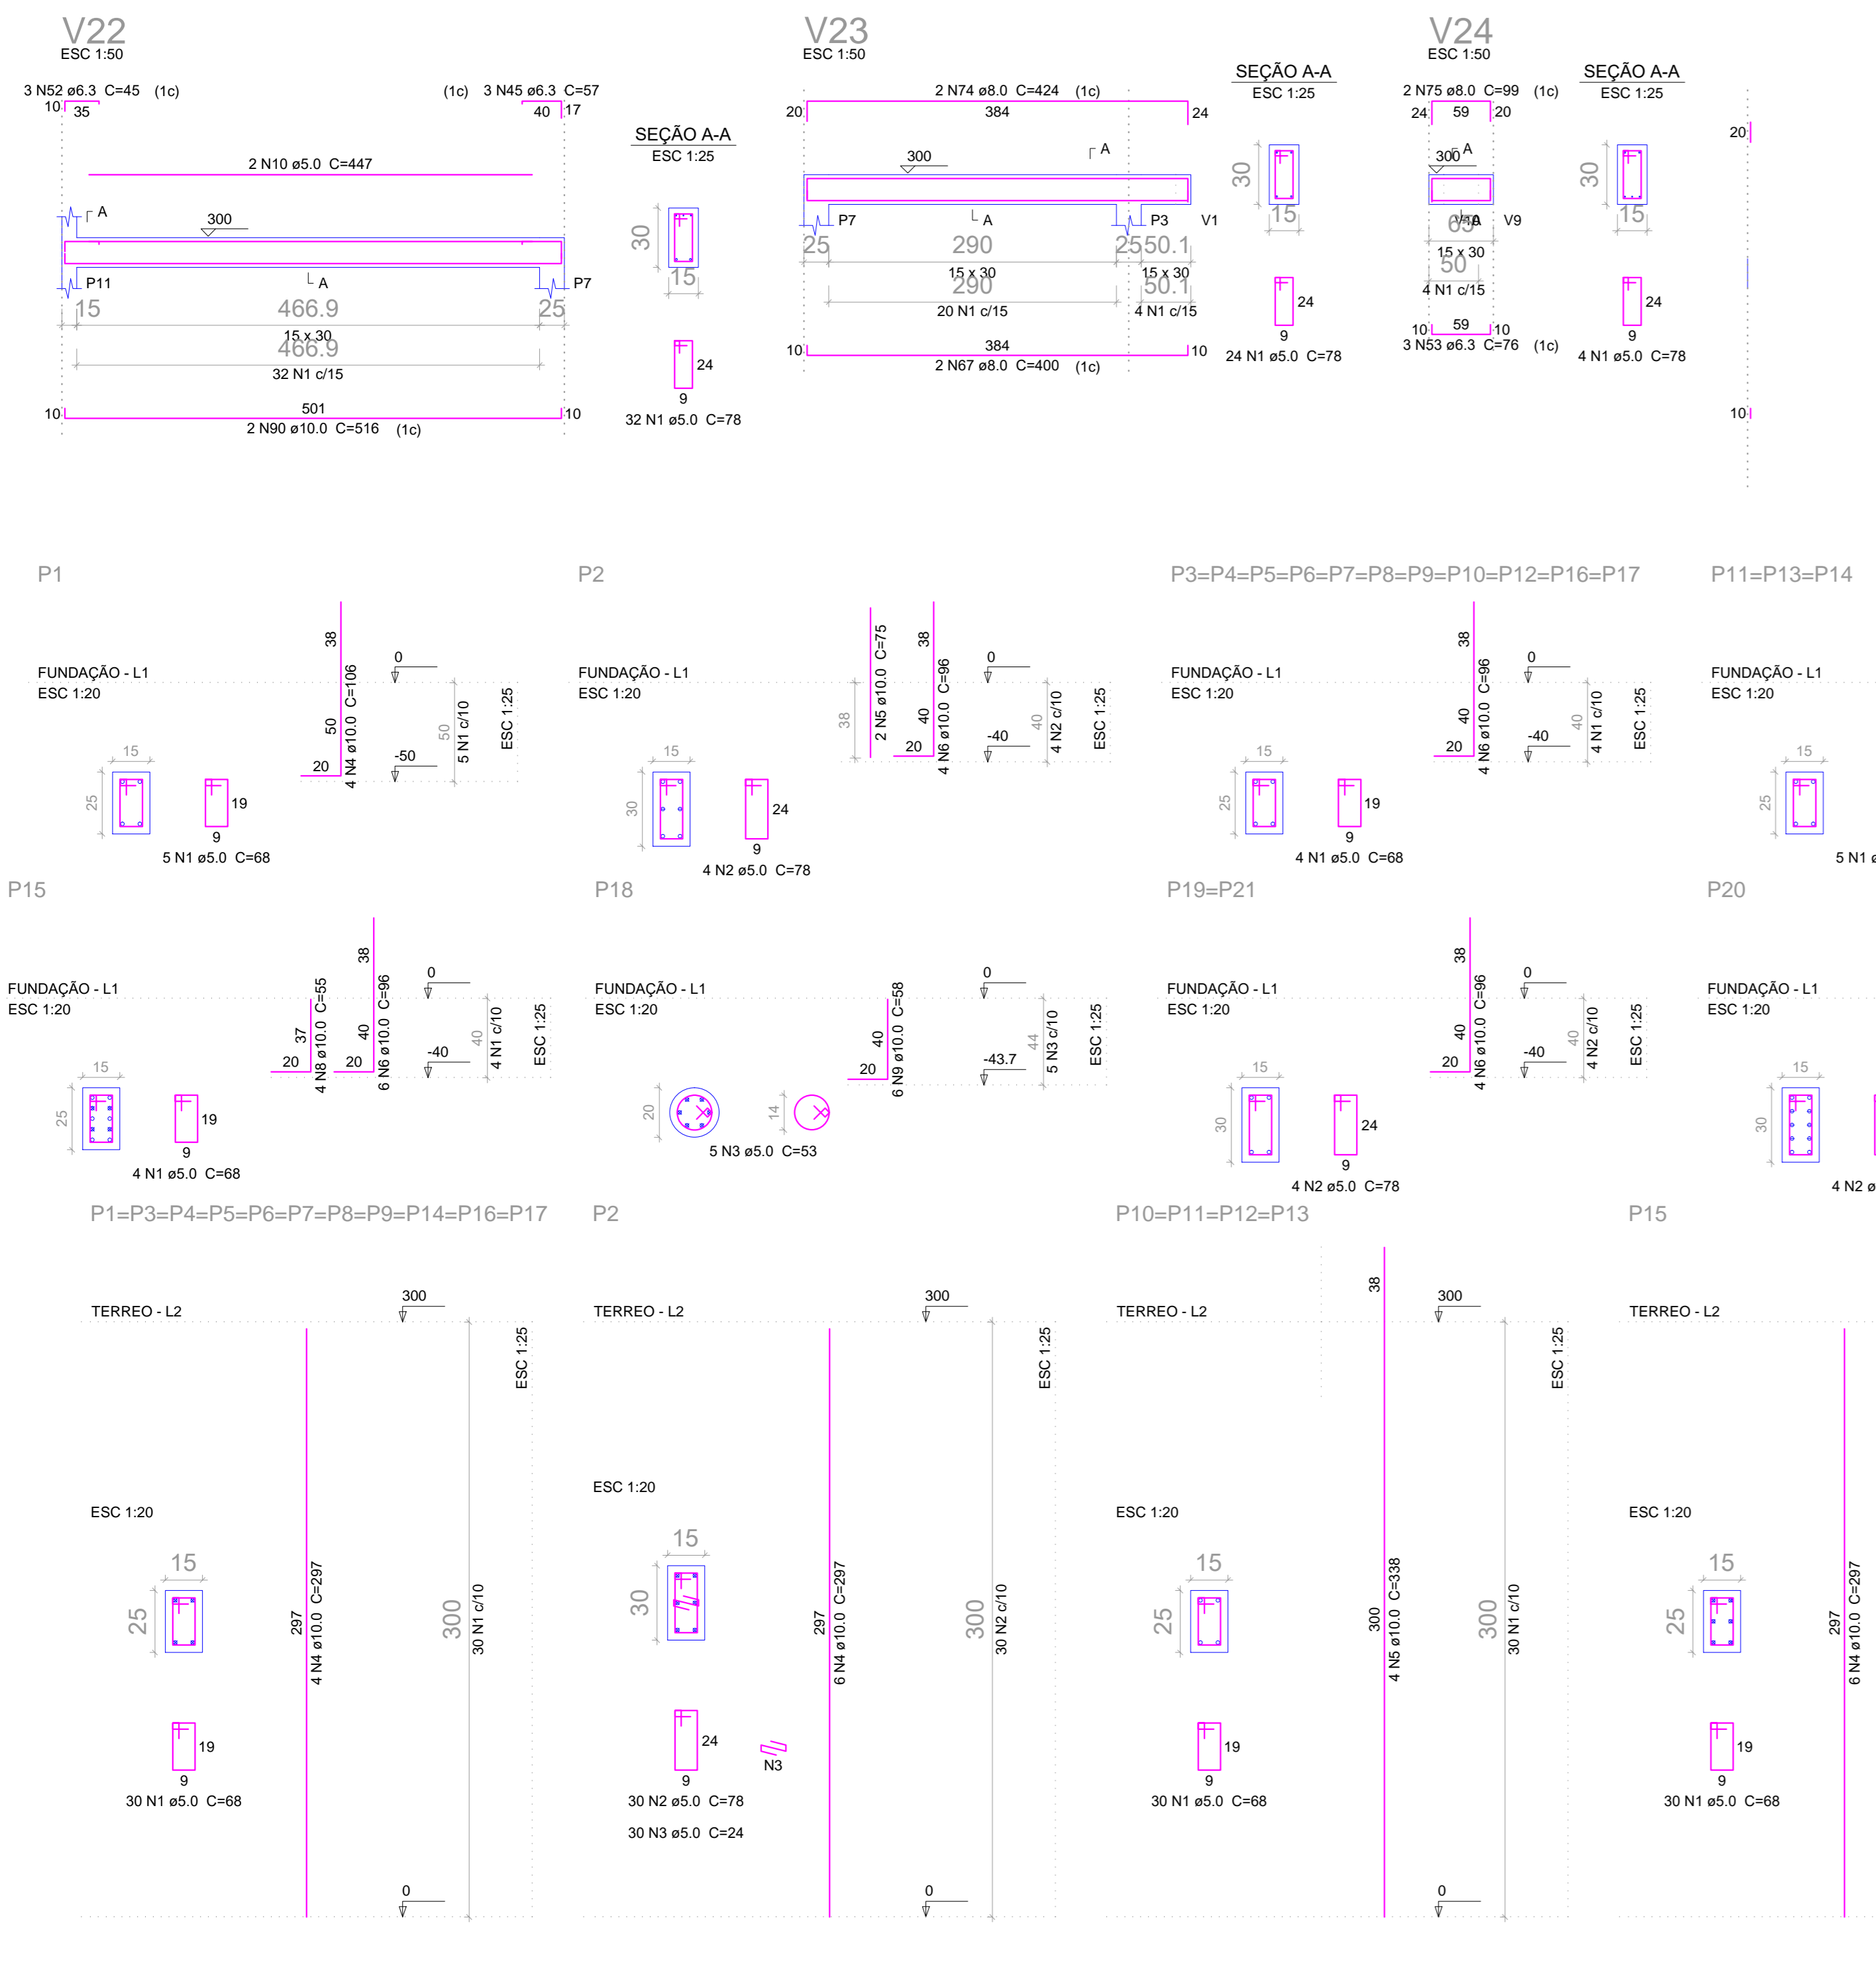 V22
ESC 1:50
3 N52 ø6.3 C=45 (1c)
10
35
(1c) 3 N45 ø6.3 C=57
40
17
2 N10 ø5.0 C=447
A
300
P11
A
P7
15
466.9
25
15 x 30
466.9
32 N1 c/15
10
501
10
2 N90 ø10.0 C=516 (1c)
SEÇÃO A-A
ESC 1:25
30
15
24
9
32 N1 ø5.0 C=78
V23
ESC 1:50
2 N74 ø8.0 C=424 (1c)
20
384
24
300
A
P7
A
P3
V1
25
290
25
50.1
15 x 30
15 x 30
290
50.1
20 N1 c/15
4 N1 c/15
10
384
10
2 N67 ø8.0 C=400 (1c)
SEÇÃO A-A
ESC 1:25
30
15
24
9
24 N1 ø5.0 C=78
V24
ESC 1:50
2 N75 ø8.0 C=99 (1c)
24
59
20
A
300
A
V9
65
15 x 30
50
4 N1 c/15
10
59
10
3 N53 ø6.3 C=76 (1c)
SEÇÃO A-A
ESC 1:25
30
15
24
9
4 N1 ø5.0 C=78
20
10
P1
FUNDAÇÃO - L1
ESC 1:20
15
25
19
9
5 N1 ø5.0 C=68
38
50
20
4 N4 ø10.0 C=106
0
-50
50
5 N1 c/10
ESC 1:25
P2
FUNDAÇÃO - L1
ESC 1:20
15
30
24
9
4 N2 ø5.0 C=78
38
2 N5 ø10.0 C=75
38
40
20
4 N6 ø10.0 C=96
0
-40
40
4 N2 c/10
ESC 1:25
P3=P4=P5=P6=P7=P8=P9=P10=P12=P16=P17
FUNDAÇÃO - L1
ESC 1:20
15
25
19
9
4 N1 ø5.0 C=68
38
40
20
4 N6 ø10.0 C=96
0
-40
40
4 N1 c/10
ESC 1:25
P11=P13=P14
FUNDAÇÃO - L1
ESC 1:20
15
25
5 N1 ø
P15
FUNDAÇÃO - L1
ESC 1:20
15
25
19
9
4 N1 ø5.0 C=68
37
20
4 N8 ø10.0 C=55
38
40
20
6 N6 ø10.0 C=96
0
-40
40
4 N1 c/10
ESC 1:25
P18
FUNDAÇÃO - L1
ESC 1:20
20
14
5 N3 ø5.0 C=53
40
20
6 N9 ø10.0 C=58
0
-43.7
44
5 N3 c/10
ESC 1:25
P19=P21
FUNDAÇÃO - L1
ESC 1:20
15
30
24
9
4 N2 ø5.0 C=78
38
40
20
4 N6 ø10.0 C=96
0
-40
40
4 N2 c/10
ESC 1:25
P20
FUNDAÇÃO - L1
ESC 1:20
15
30
4 N2 ø
P1=P3=P4=P5=P6=P7=P8=P9=P14=P16=P17
TERREO - L2
ESC 1:20
15
25
19
9
30 N1 ø5.0 C=68
297
4 N4 ø10.0 C=297
300
300
30 N1 c/10
ESC 1:25
0
P2
TERREO - L2
ESC 1:20
15
30
24
9
N3
30 N2 ø5.0 C=78
30 N3 ø5.0 C=24
297
6 N4 ø10.0 C=297
300
300
30 N2 c/10
ESC 1:25
0
P10=P11=P12=P13
TERREO - L2
ESC 1:20
15
25
19
9
30 N1 ø5.0 C=68
38
300
4 N5 ø10.0 C=338
300
300
30 N1 c/10
ESC 1:25
0
P15
TERREO - L2
ESC 1:20
15
25
19
9
30 N1 ø5.0 C=68
297
6 N4 ø10.0 C=297